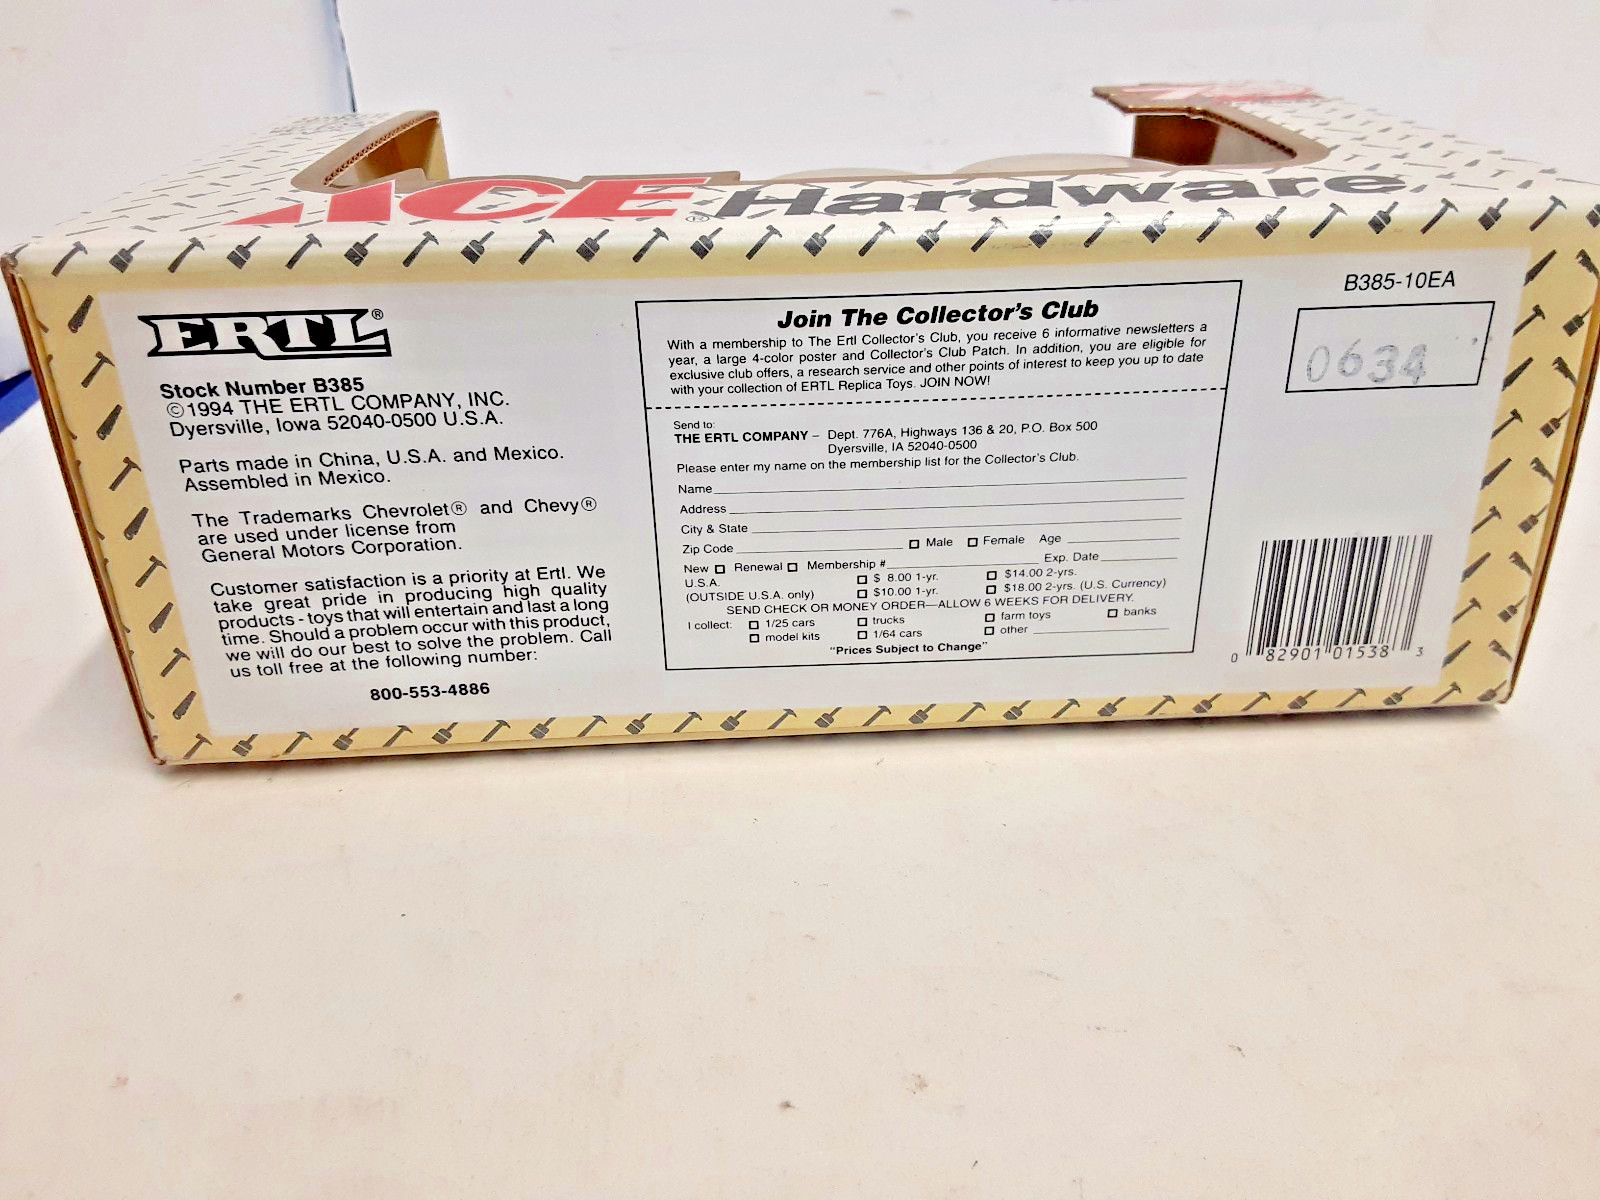 ACE® Hardware
ERTL®
Stock Number B385
©1994 THE ERTL COMPANY, INC.
Dyersville, Iowa 52040-0500 U.S.A.
Parts made in China, U.S.A. and Mexico.
Assembled in Mexico.
The Trademarks Chevrolet® and Chevy®
are used under license from
General Motors Corporation.
Customer satisfaction is a priority at Ertl. We
take great pride in producing high quality
products - toys that will entertain and last a long
time. Should a problem occur with this product,
we will do our best to solve the problem. Call
us toll free at the following number:
800-553-4886
Join The Collector's Club
With a membership to The Ertl Collector's Club, you receive 6 informative newsletters a
year, a large 4-color poster and Collector's Club Patch. In addition, you are eligible for
exclusive club offers, a research service and other points of interest to keep you up to date
with your collection of ERTL Replica Toys. JOIN NOW!
Send to:
THE ERTL COMPANY – Dept. 776A, Highways 136 & 20, P.O. Box 500
Dyersville, IA 52040-0500
Please enter my name on the membership list for the Collector's Club.
Name
Address
City & State
Zip Code Male Female Age
New Renewal Membership # Exp. Date
U.S.A. $ 8.00 1-yr. $14.00 2-yrs.
(OUTSIDE U.S.A. only) $10.00 1-yr. $18.00 2-yrs. (U.S. Currency)
SEND CHECK OR MONEY ORDER—ALLOW 6 WEEKS FOR DELIVERY.
I collect: 1/25 cars trucks farm toys banks
model kits 1/64 cars other
"Prices Subject to Change"
B385-10EA
0634
0 82901 01538 3